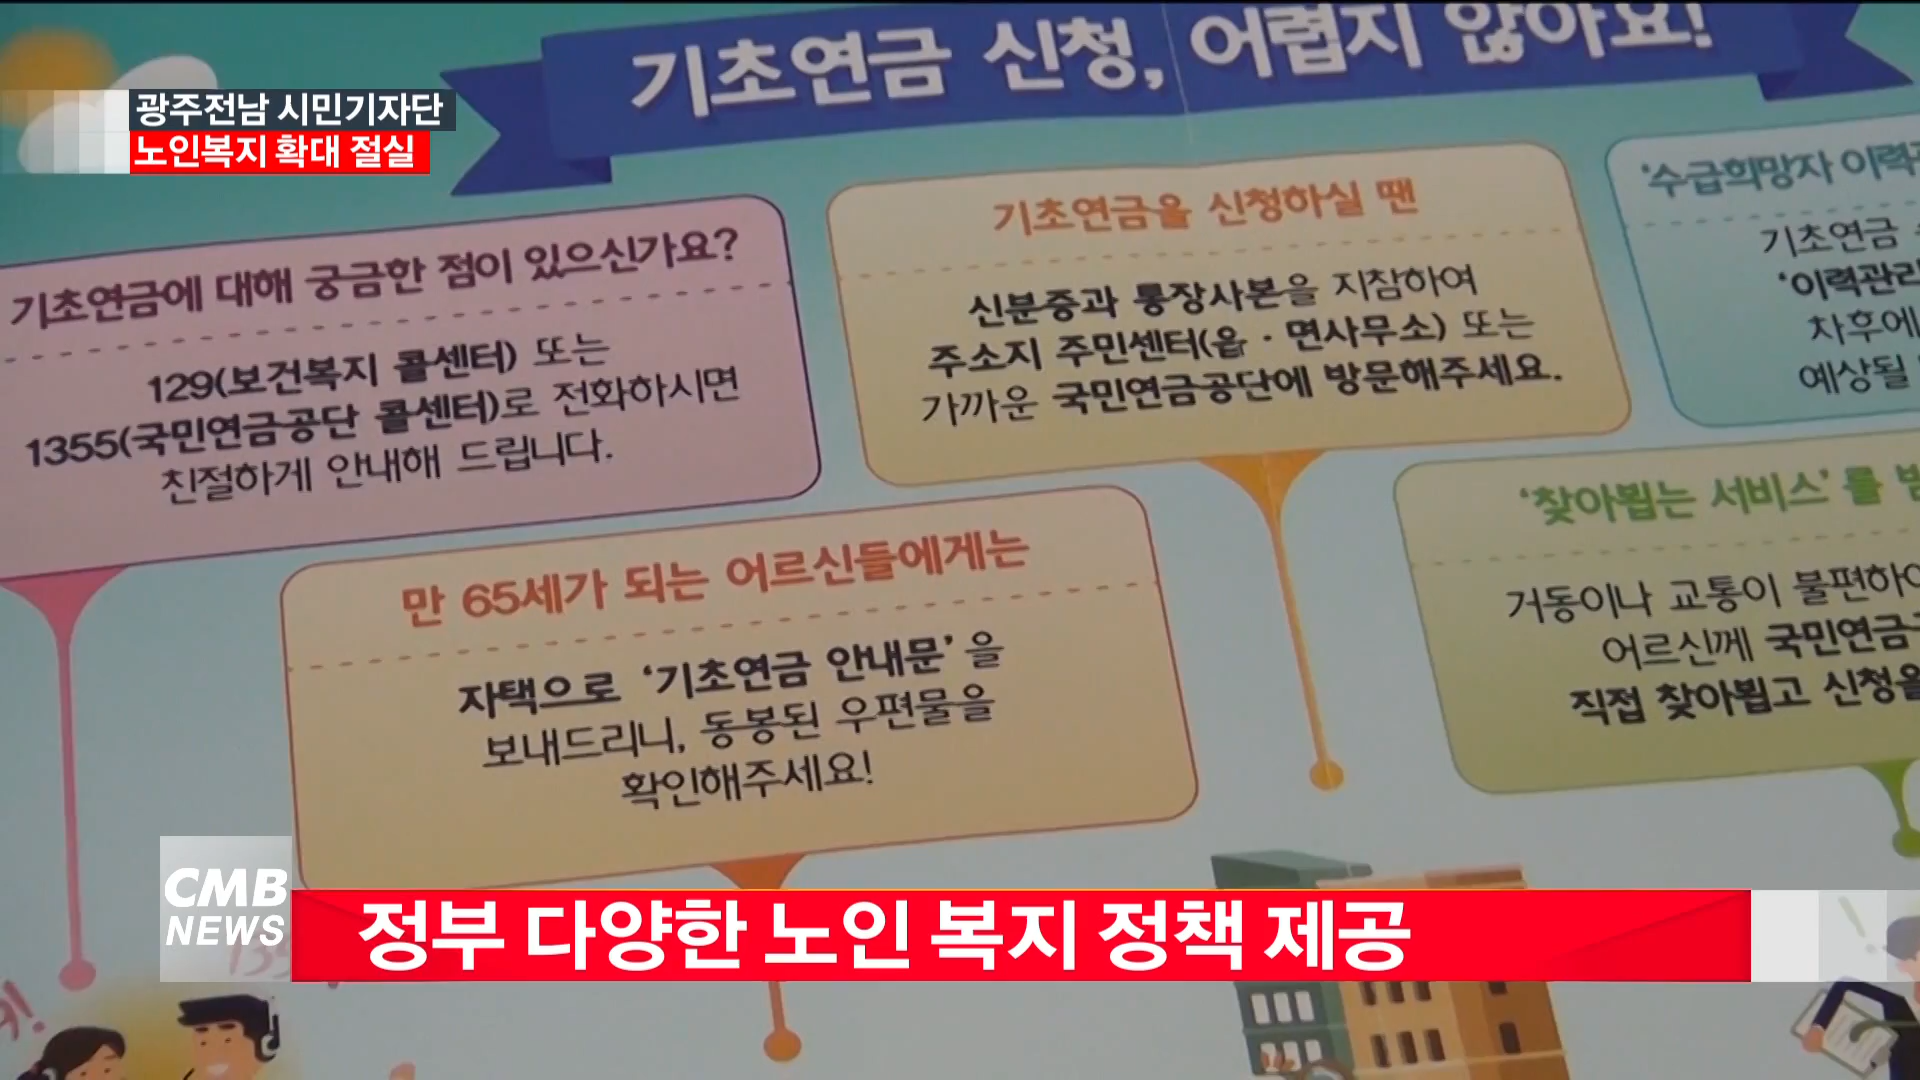 기초연금 신청, 어렵지 않아요!
광주전남 시민기자단
노인복지 확대 절실
기초연금에 대해 궁금한 점이 있으신가요?
129(보건복지 콜센터) 또는
1355(국민연금공단 콜센터)로 전화하시면
친절하게 안내해 드립니다.
기초연금을 신청하실 땐
신분증과 통장사본을 지참하여
주소지 주민센터(읍·면사무소) 또는
가까운 국민연금공단에 방문해주세요.
'수급희망자 이력
기초연금
'이력관리
차후에
예상될
만 65세가 되는 어르신들에게는
자택으로 '기초연금 안내문'을
보내드리니, 동봉된 우편물을
확인해주세요!
'찾아뵙는 서비스'를
거동이나 교통이 불편하
어르신께 국민연금
직접 찾아뵙고 신청을
CMB
NEWS
정부 다양한 노인 복지 정책 제공